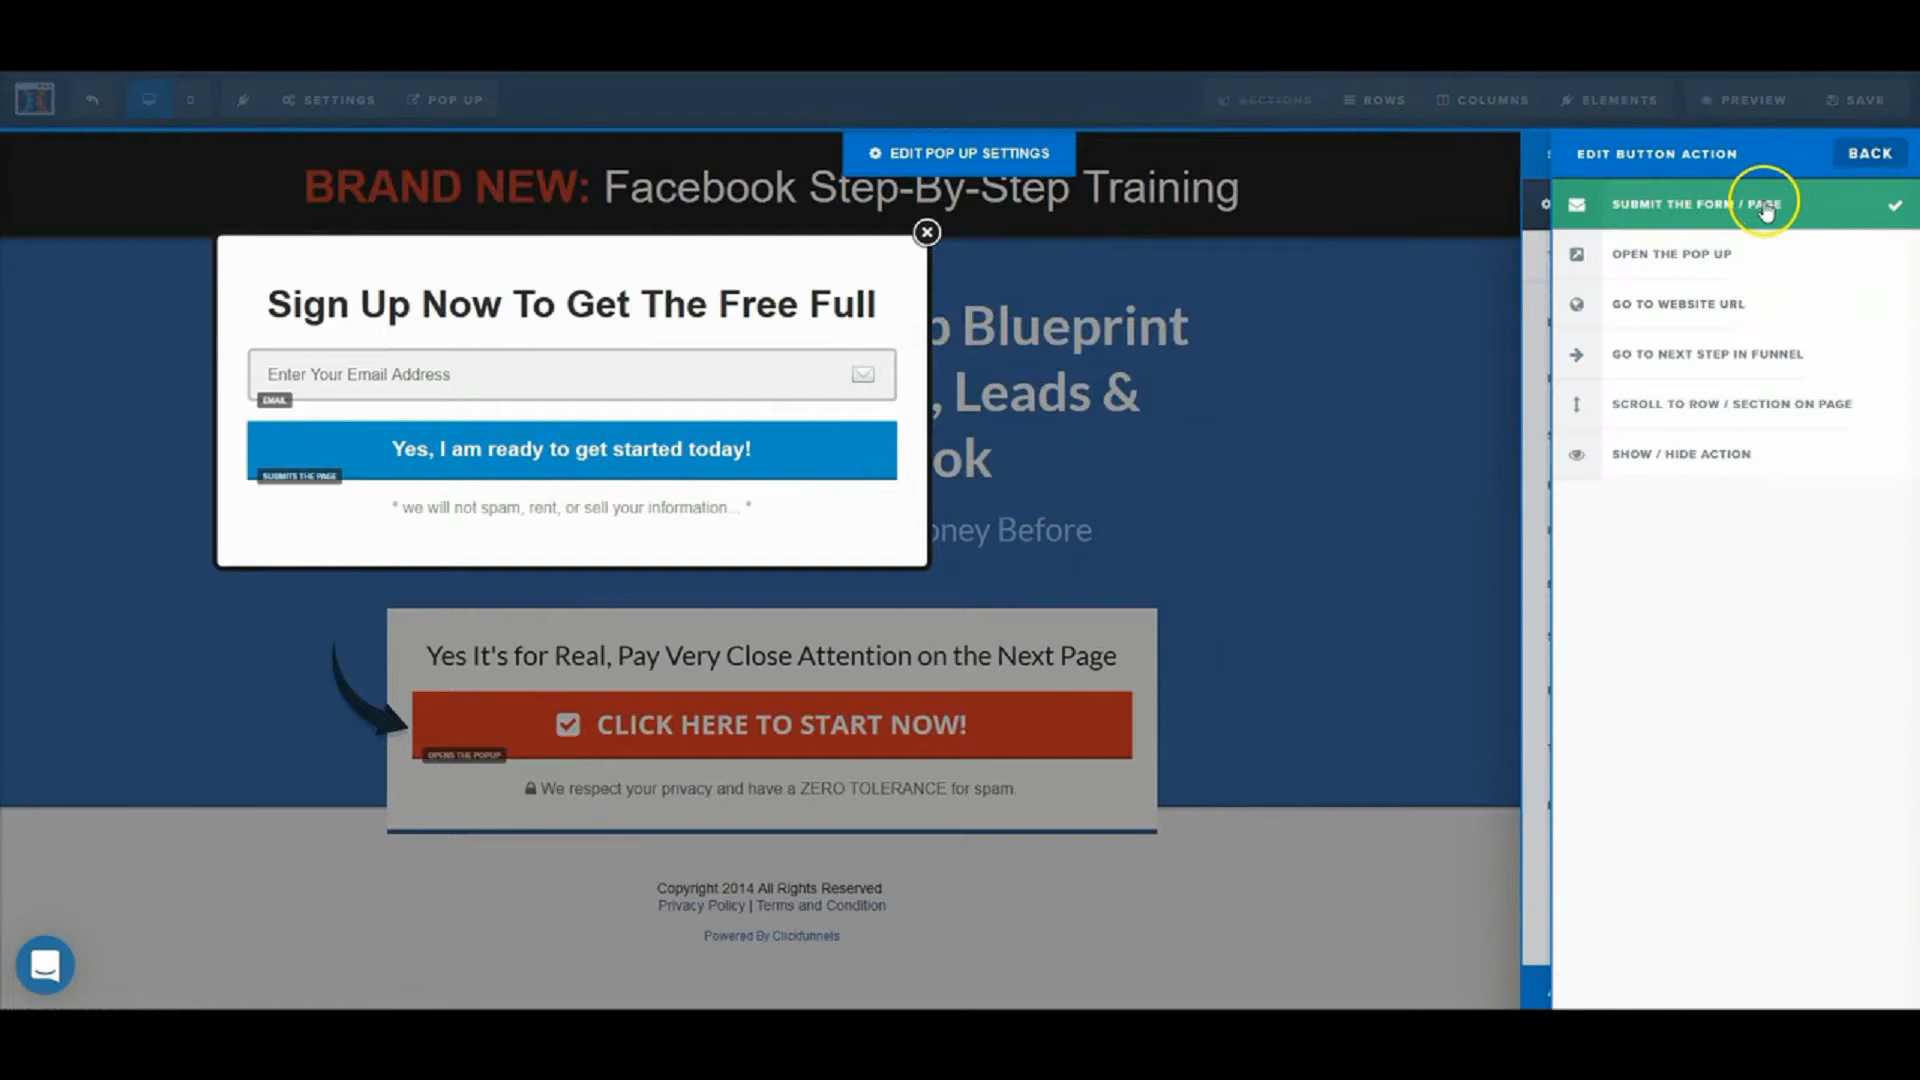 SETTINGS
POP UP
SECTIONS
ROWS
COLUMNS
ELEMENTS
PREVIEW
SAVE
EDIT POP UP SETTINGS
BRAND NEW: Facebook Step-By-Step Training
Sign Up Now To Get The Free Full
Enter Your Email Address
EMAIL
Yes, I am ready to get started today!
SUBMITS THE PAGE
* we will not spam, rent, or sell your information... *
p Blueprint
, Leads &
ok
oney Before
Yes It's for Real, Pay Very Close Attention on the Next Page
CLICK HERE TO START NOW!
OPENS THE POPUP
We respect your privacy and have a ZERO TOLERANCE for spam
Copyright 2014 All Rights Reserved
Privacy Policy | Terms and Condition
Powered By Clickfunnels
EDIT BUTTON ACTION
BACK
SUBMIT THE FORM / PAGE
OPEN THE POP UP
GO TO WEBSITE URL
GO TO NEXT STEP IN FUNNEL
SCROLL TO ROW / SECTION ON PAGE
SHOW / HIDE ACTION